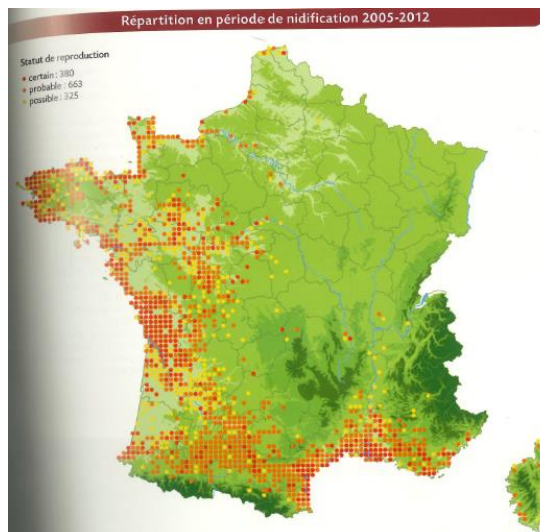 Répartition en période de nidification 2005-2012
Statut de reproduction
certain : 380
probable : 663
possible : 325